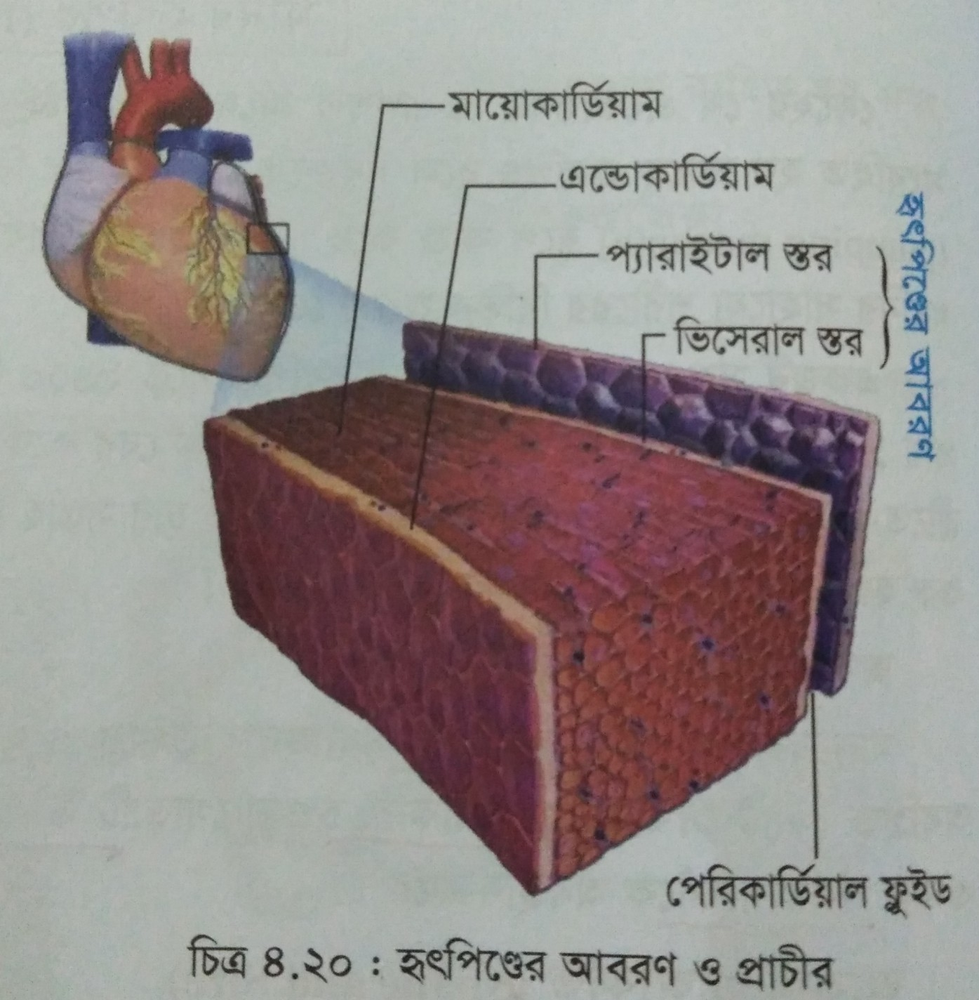 মায়োকার্ডিয়াম
এন্ডোকার্ডিয়াম
প্যারাইটাল স্তর
ভিসেরাল স্তর
হৃৎপিণ্ডের আবরণ
পেরিকার্ডিয়াল ফ্লুইড
চিত্র ৪.২০ : হৃৎপিণ্ডের আবরণ ও প্রাচীর